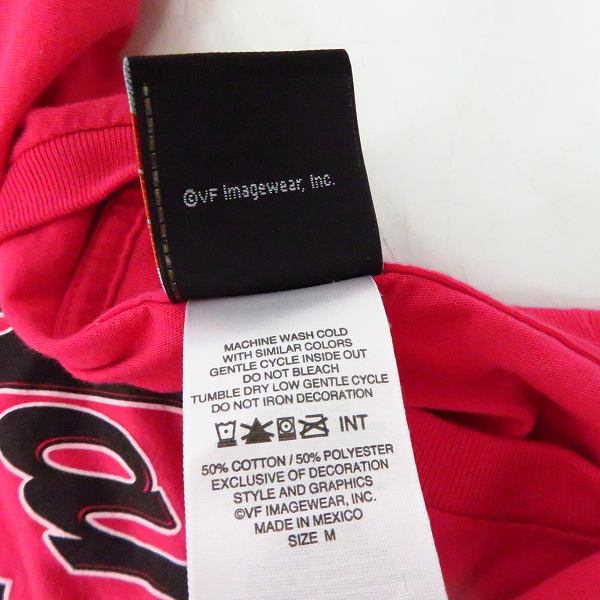 ©VF Imagewear, Inc.
MACHINE WASH COLD
WITH SIMILAR COLORS
GENTLE CYCLE INSIDE OUT
DO NOT BLEACH
TUMBLE DRY LOW GENTLE CYCLE
DO NOT IRON DECORATION
INT
50% COTTON / 50% POLYESTER
EXCLUSIVE OF DECORATION
STYLE AND GRAPHICS
©VF IMAGEWEAR, INC.
MADE IN MEXICO
SIZE M
a